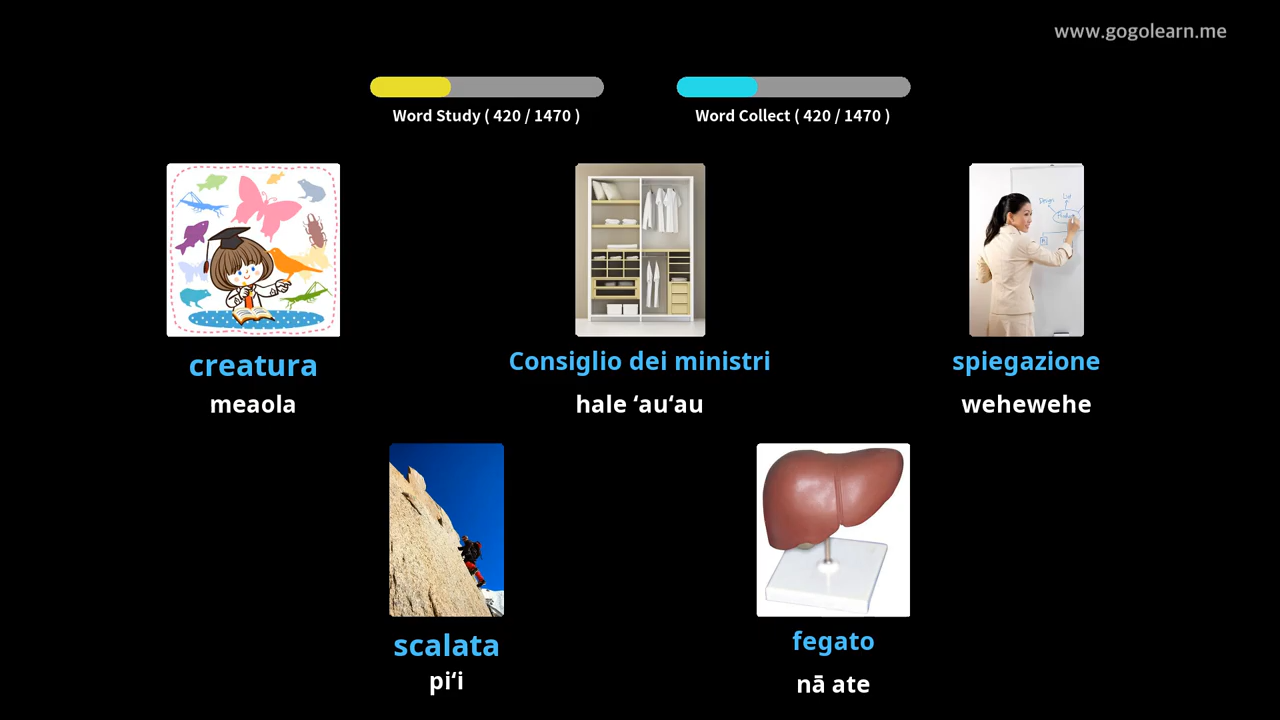 www.gogolearn.me
Word Study ( 420 / 1470 )
Word Collect ( 420 / 1470 )
creatura
meaola
Consiglio dei ministri
hale ʻauʻau
spiegazione
wehewehe
scalata
piʻi
fegato
nā ate